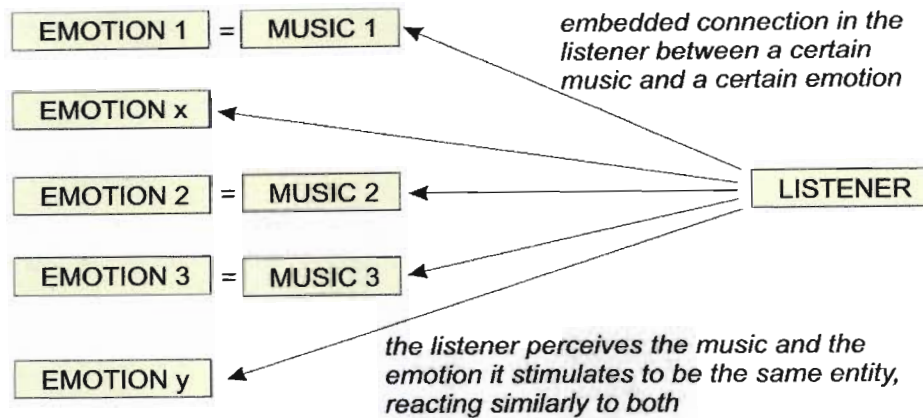 EMOTION 1 = MUSIC 1
embedded connection in the
listener between a certain
music and a certain emotion
EMOTION x
EMOTION 2 = MUSIC 2
LISTENER
EMOTION 3 = MUSIC 3
EMOTION y
the listener perceives the music and the
emotion it stimulates to be the same entity,
reacting similarly to both